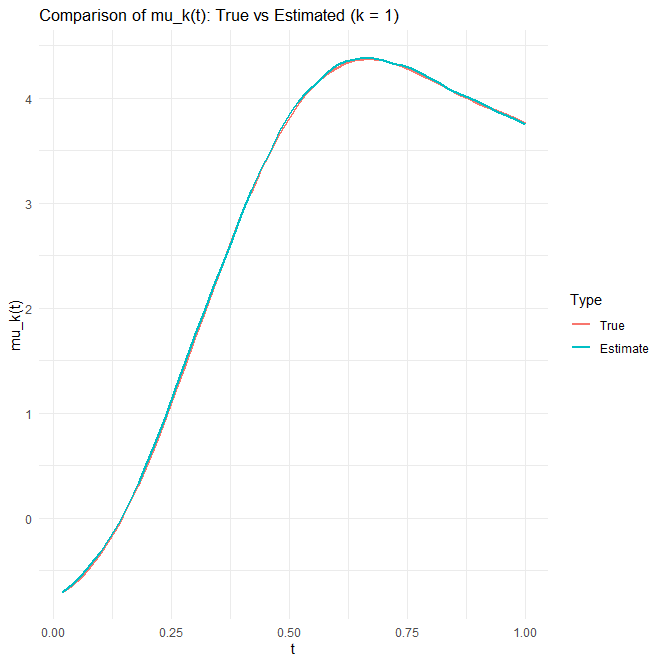 Comparison of mu_k(t): True vs Estimated (k = 1)
mu_k(t)
4
3
2
1
0
0.00 0.25 0.50 0.75 1.00
t
Type
True
Estimate